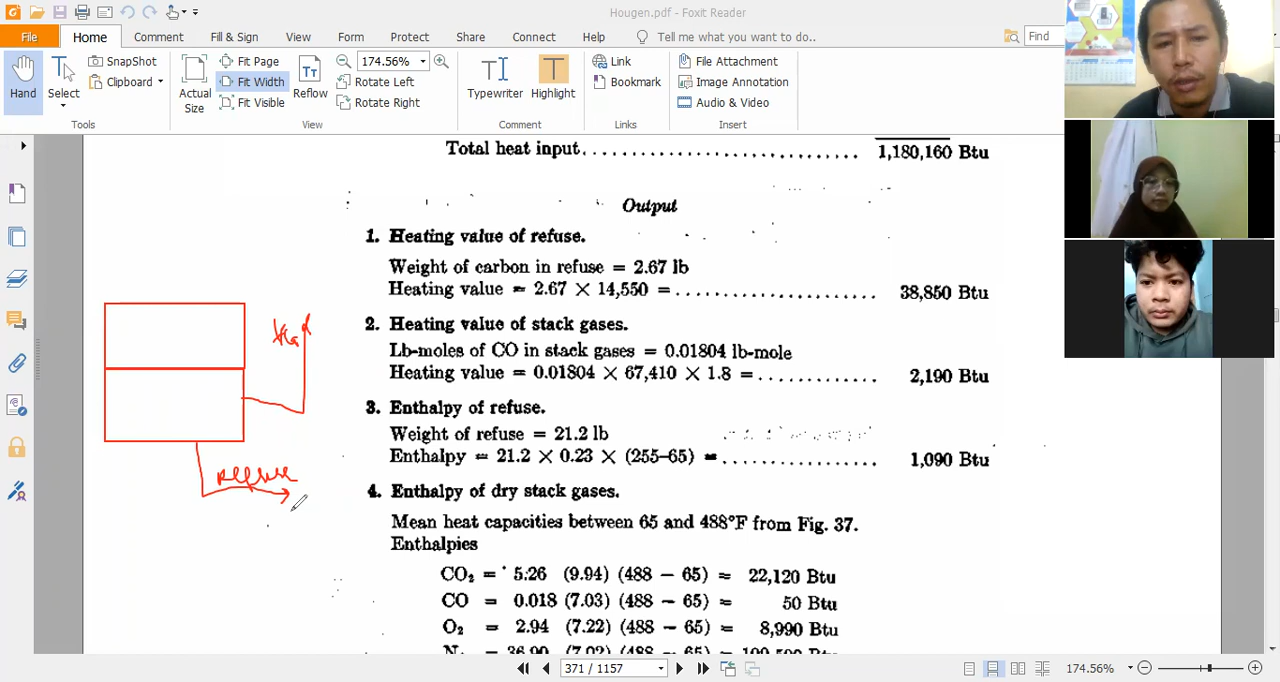 Hougen.pdf - Foxit Reader
File Home Comment Fill & Sign View Form Protect Share Connect Help Tell me what you want to do.. Find
Hand
Select
SnapShot
Clipboard
Tools
Actual Size
Fit Page
Fit Width
Fit Visible
Reflow
174.56%
Rotate Left
Rotate Right
View
Typewriter
Highlight
Comment
Link
Bookmark
Links
File Attachment
Image Annotation
Audio & Video
Insert
Total heat input. . . . . . . . . . . . . . . . . . . . . . . . . . . . 1,180,160 Btu
Output
1. Heating value of refuse.
Weight of carbon in refuse = 2.67 lb
Heating value = 2.67 × 14,550 = . . . . . . . . . . . . . . . . . . . . . . 38,850 Btu
2. Heating value of stack gases.
Lb-moles of CO in stack gases = 0.01804 lb-mole
Heating value = 0.01804 × 67,410 × 1.8 = . . . . . . . . . . . . 2,190 Btu
3. Enthalpy of refuse.
Weight of refuse = 21.2 lb
Enthalpy = 21.2 × 0.23 × (255–65) = . . . . . . . . . . . . . . . . . 1,090 Btu
refuse
4. Enthalpy of dry stack gases.
Mean heat capacities between 65 and 488°F from Fig. 37.
Enthalpies
CO₂ = 5.26 (9.94) (488 − 65) = 22,120 Btu
CO = 0.018 (7.03) (488 − 65) = 50 Btu
O₂ = 2.94 (7.22) (488 − 65) = 8,990 Btu
371 / 1157
174.56%